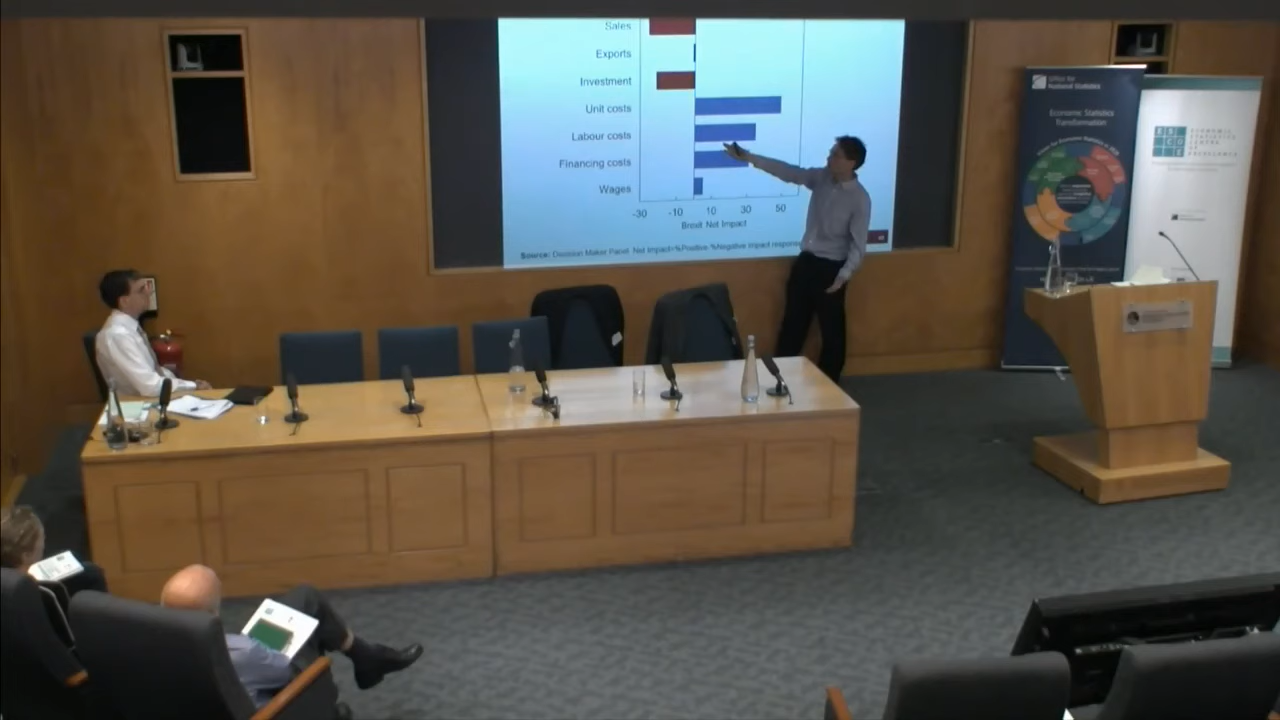 Sales
Exports
Investment
Unit costs
Labour costs
Financing costs
Wages
-30 -10 10 30 50
Brexit Net Impact
Source: Decision Maker Panel. Net Impact=%Positive-%Negative impact
Office for
National Statistics
Economic Statistics
Transformation
ES
CO
E
ECONOMIC
STATISTICS
CENTRE
OF
EXCELLENCE